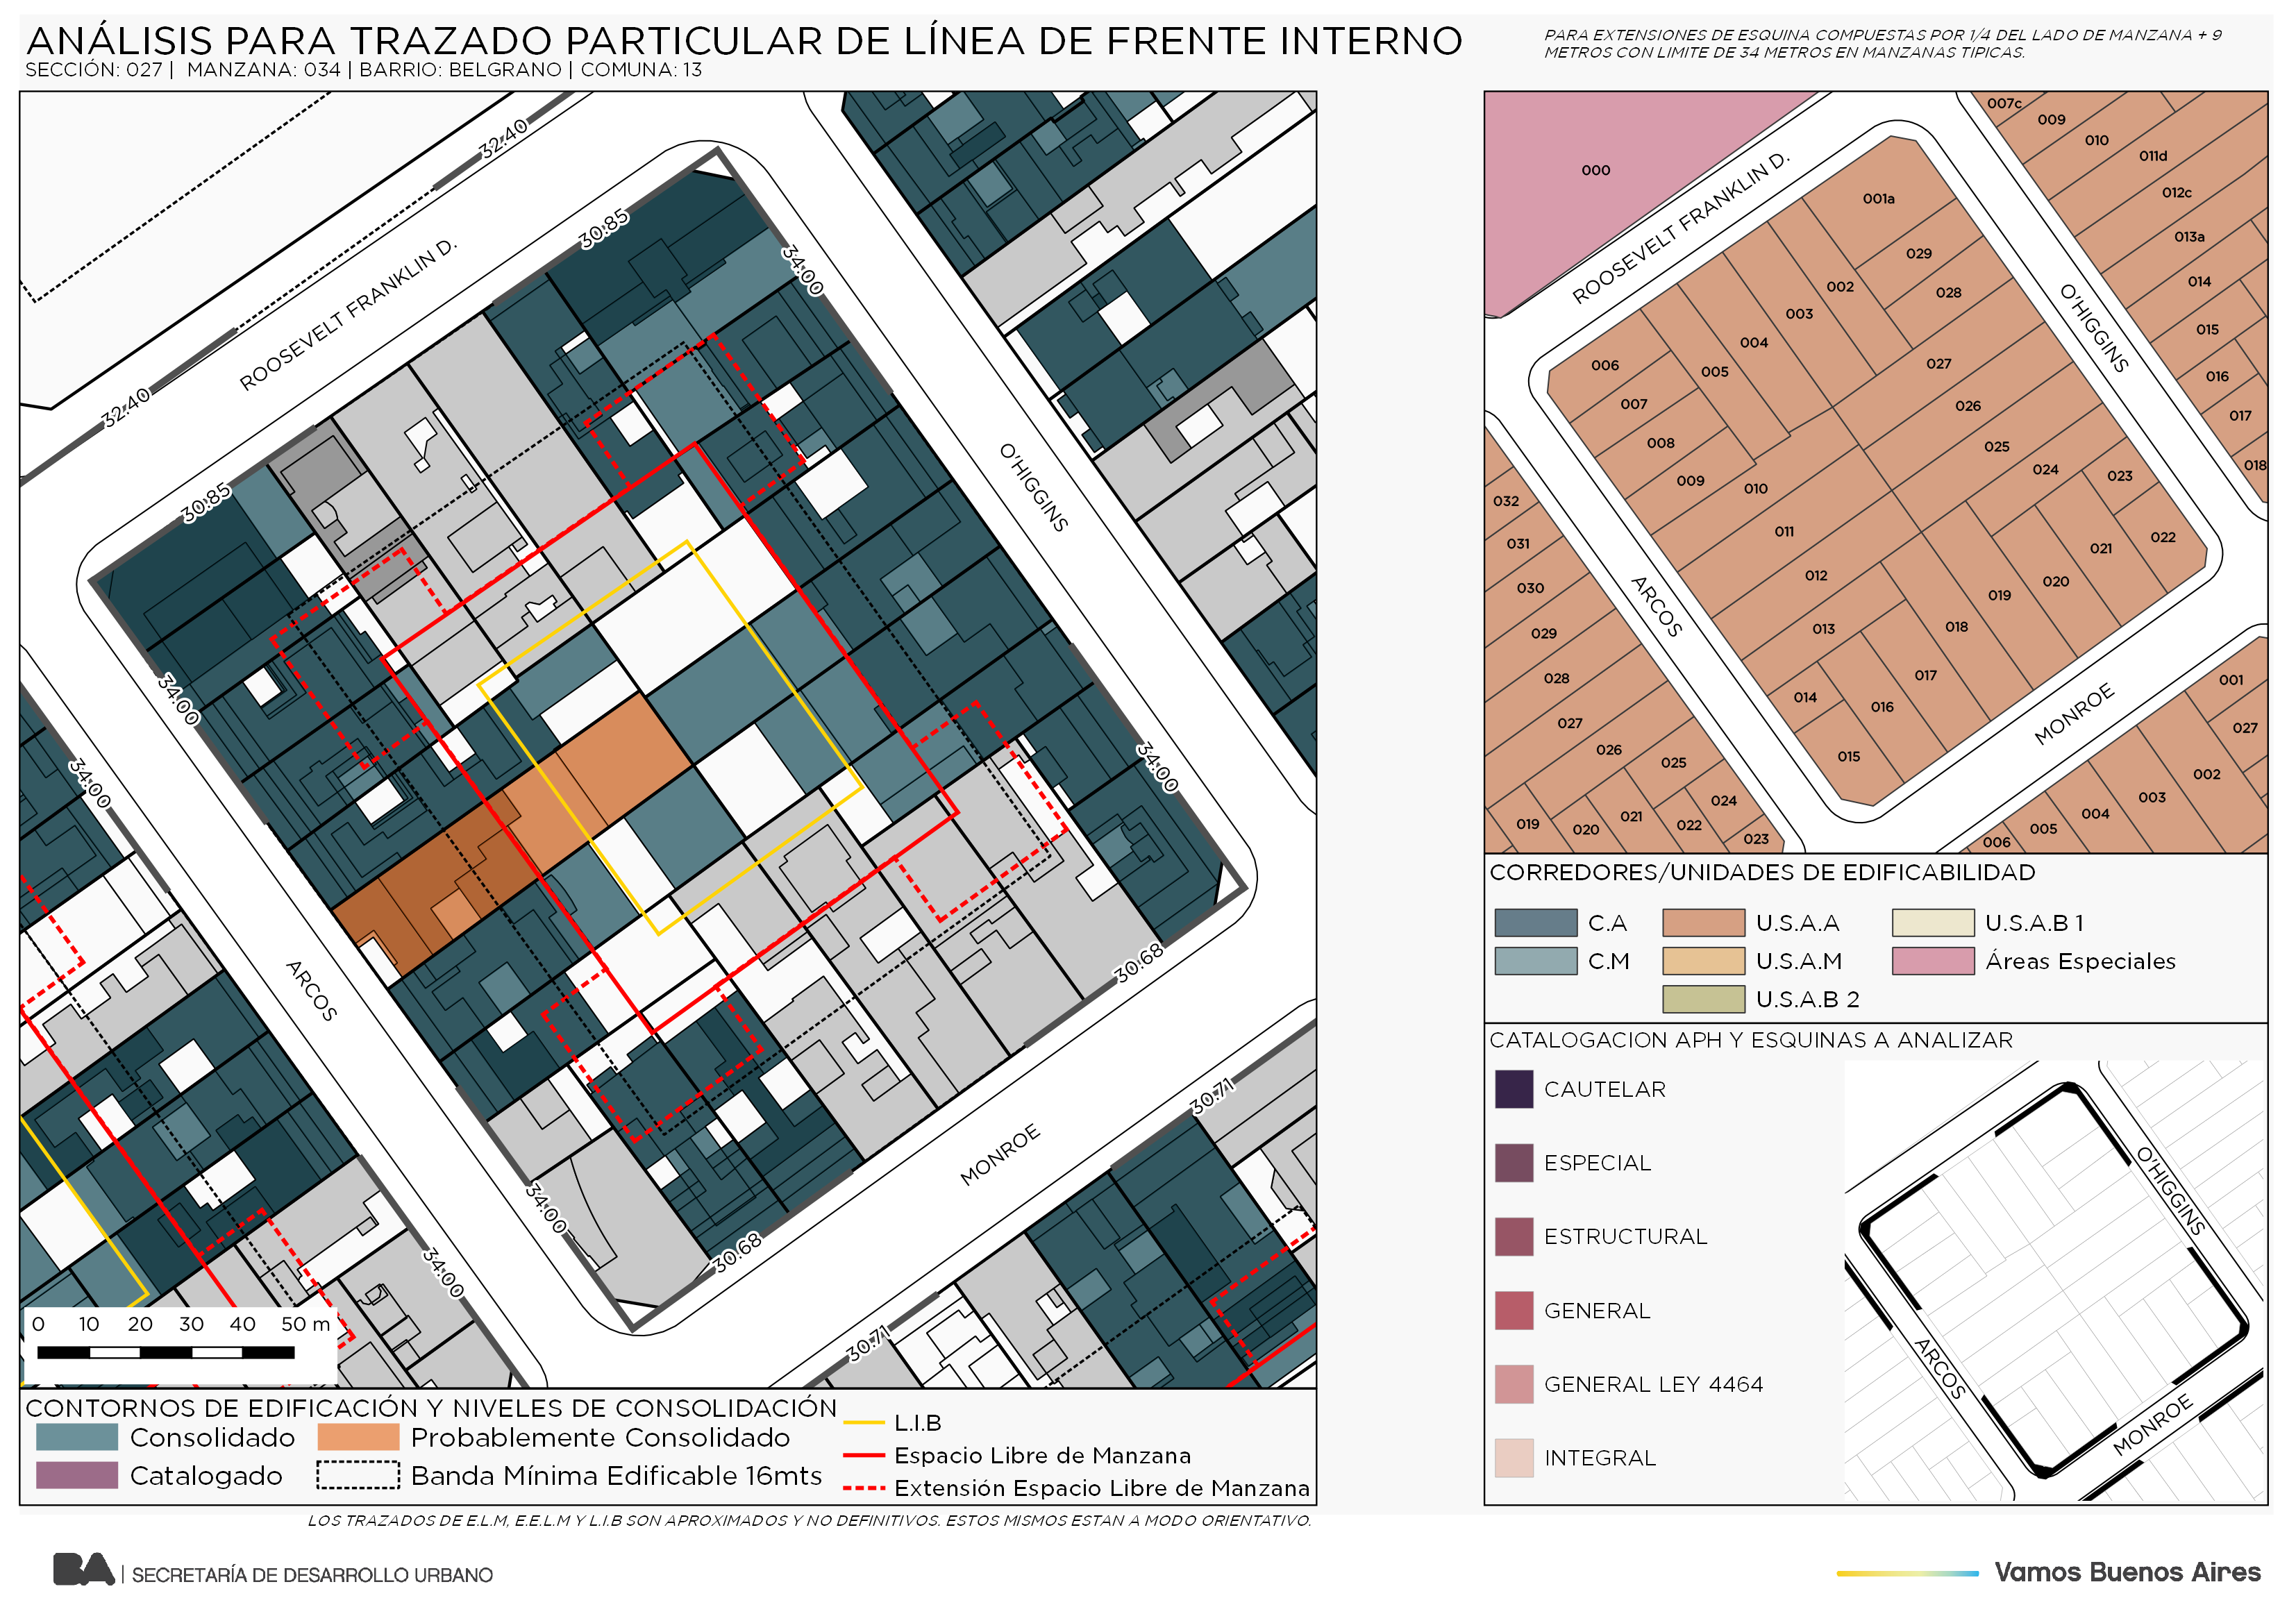 ANÁLISIS PARA TRAZADO PARTICULAR DE LÍNEA DE FRENTE INTERNO
SECCIÓN: 027 | MANZANA: 034 | BARRIO: BELGRANO | COMUNA: 13
PARA EXTENSIONES DE ESQUINA COMPUESTAS POR 1/4 DEL LADO DE MANZANA + 9
METROS CON LIMITE DE 34 METROS EN MANZANAS TIPICAS.
32.40
ROOSEVELT FRANKLIN D.
30.85
34.00
32.40
30.85
O'HIGGINS
34.00
34.00
34.00
ARCOS
30.68
30.71
MONROE
34.00
30.68
34.00
30.71
0 10 20 30 40 50 m
CONTORNOS DE EDIFICACIÓN Y NIVELES DE CONSOLIDACIÓN
Consolidado
Probablemente Consolidado
Catalogado
Banda Mínima Edificable 16mts
L.I.B
Espacio Libre de Manzana
Extensión Espacio Libre de Manzana
LOS TRAZADOS DE E.L.M, E.E.L.M Y L.I.B SON APROXIMADOS Y NO DEFINITIVOS. ESTOS MISMOS ESTAN A MODO ORIENTATIVO.
000
ROOSEVELT FRANKLIN D.
007c
009
010
011d
012c
013a
014
015
016
017
018
001a
029
028
002
003
004
005
006
007
008
009
010
011
012
013
014
015
016
017
018
019
020
021
022
023
024
025
026
027
O'HIGGINS
ARCOS
MONROE
032
031
030
029
028
027
026
025
024
023
022
021
020
019
001
027
002
003
004
005
006
CORREDORES/UNIDADES DE EDIFICABILIDAD
C.A
U.S.A.A
U.S.A.B 1
C.M
U.S.A.M
Áreas Especiales
U.S.A.B 2
CATALOGACION APH Y ESQUINAS A ANALIZAR
CAUTELAR
ESPECIAL
ESTRUCTURAL
GENERAL
GENERAL LEY 4464
INTEGRAL
O'HIGGINS
ARCOS
MONROE
BA | SECRETARÍA DE DESARROLLO URBANO
Vamos Buenos Aires